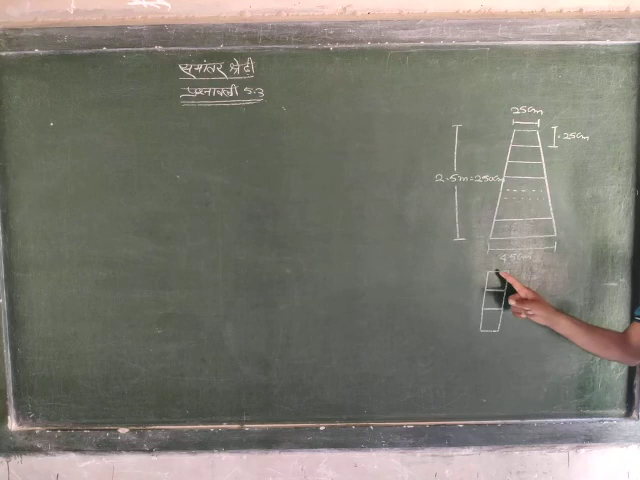 समांतर श्रेढ़ी
प्रश्नावली 5.3
25cm
25cm
2.5m=250cm
45cm